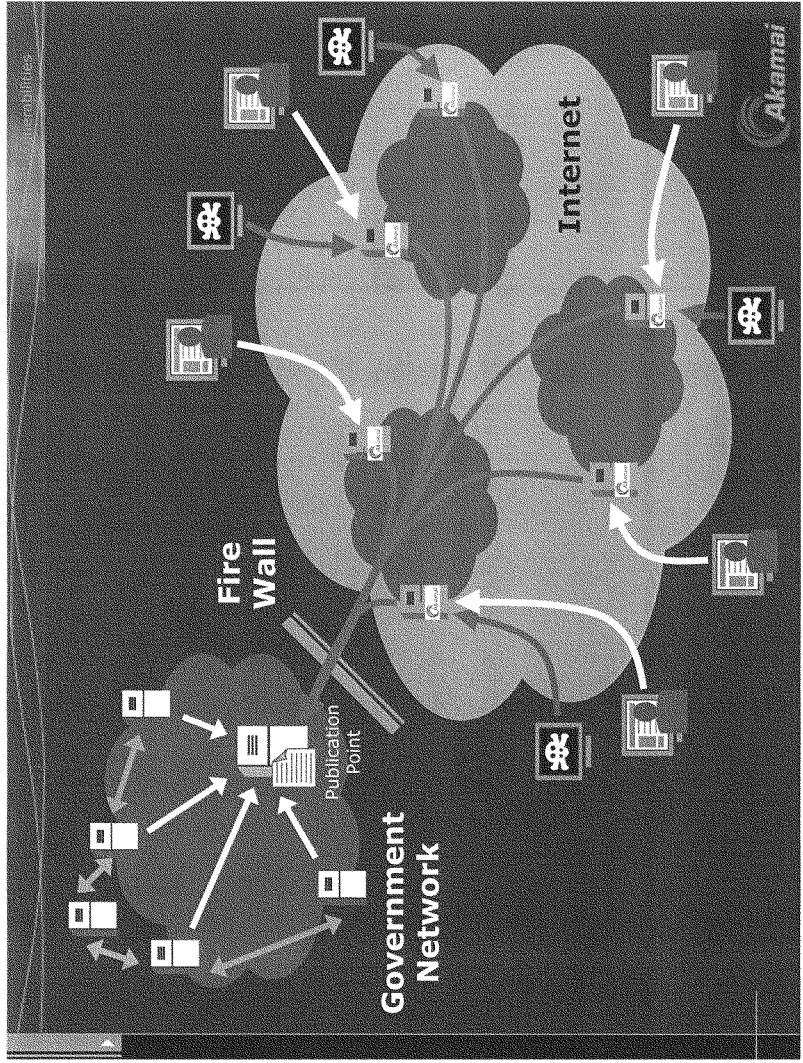 Government
Network
Publication
Point
Fire
Wall
Internet
Akamai